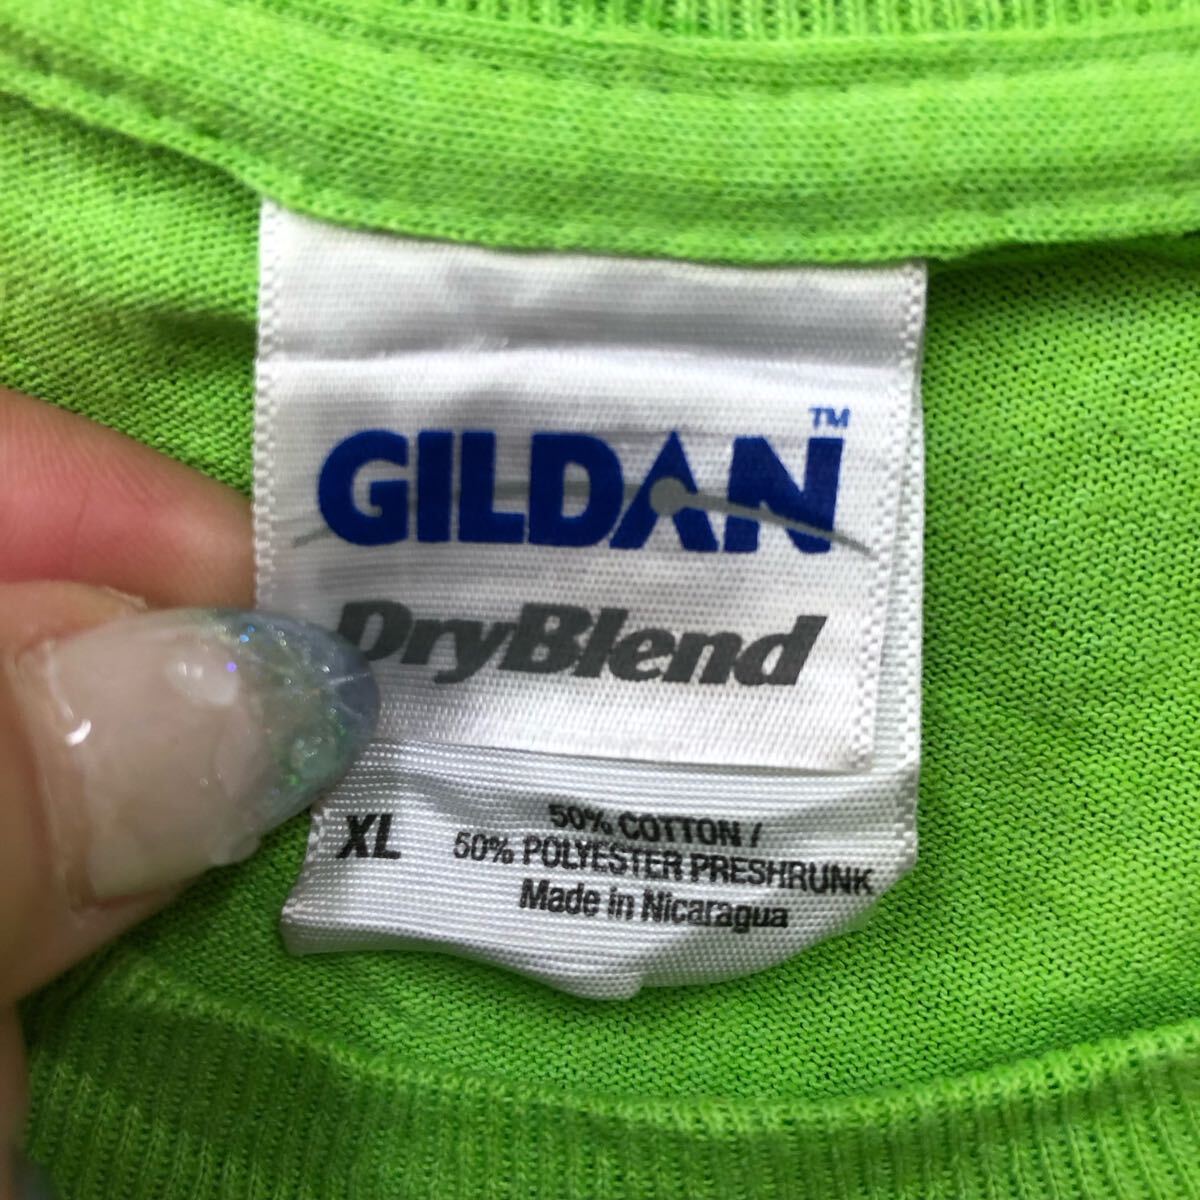 GILDAN™
DryBlend
XL
50% COTTON /
50% POLYESTER PRESHRUNK
Made in Nicaragua